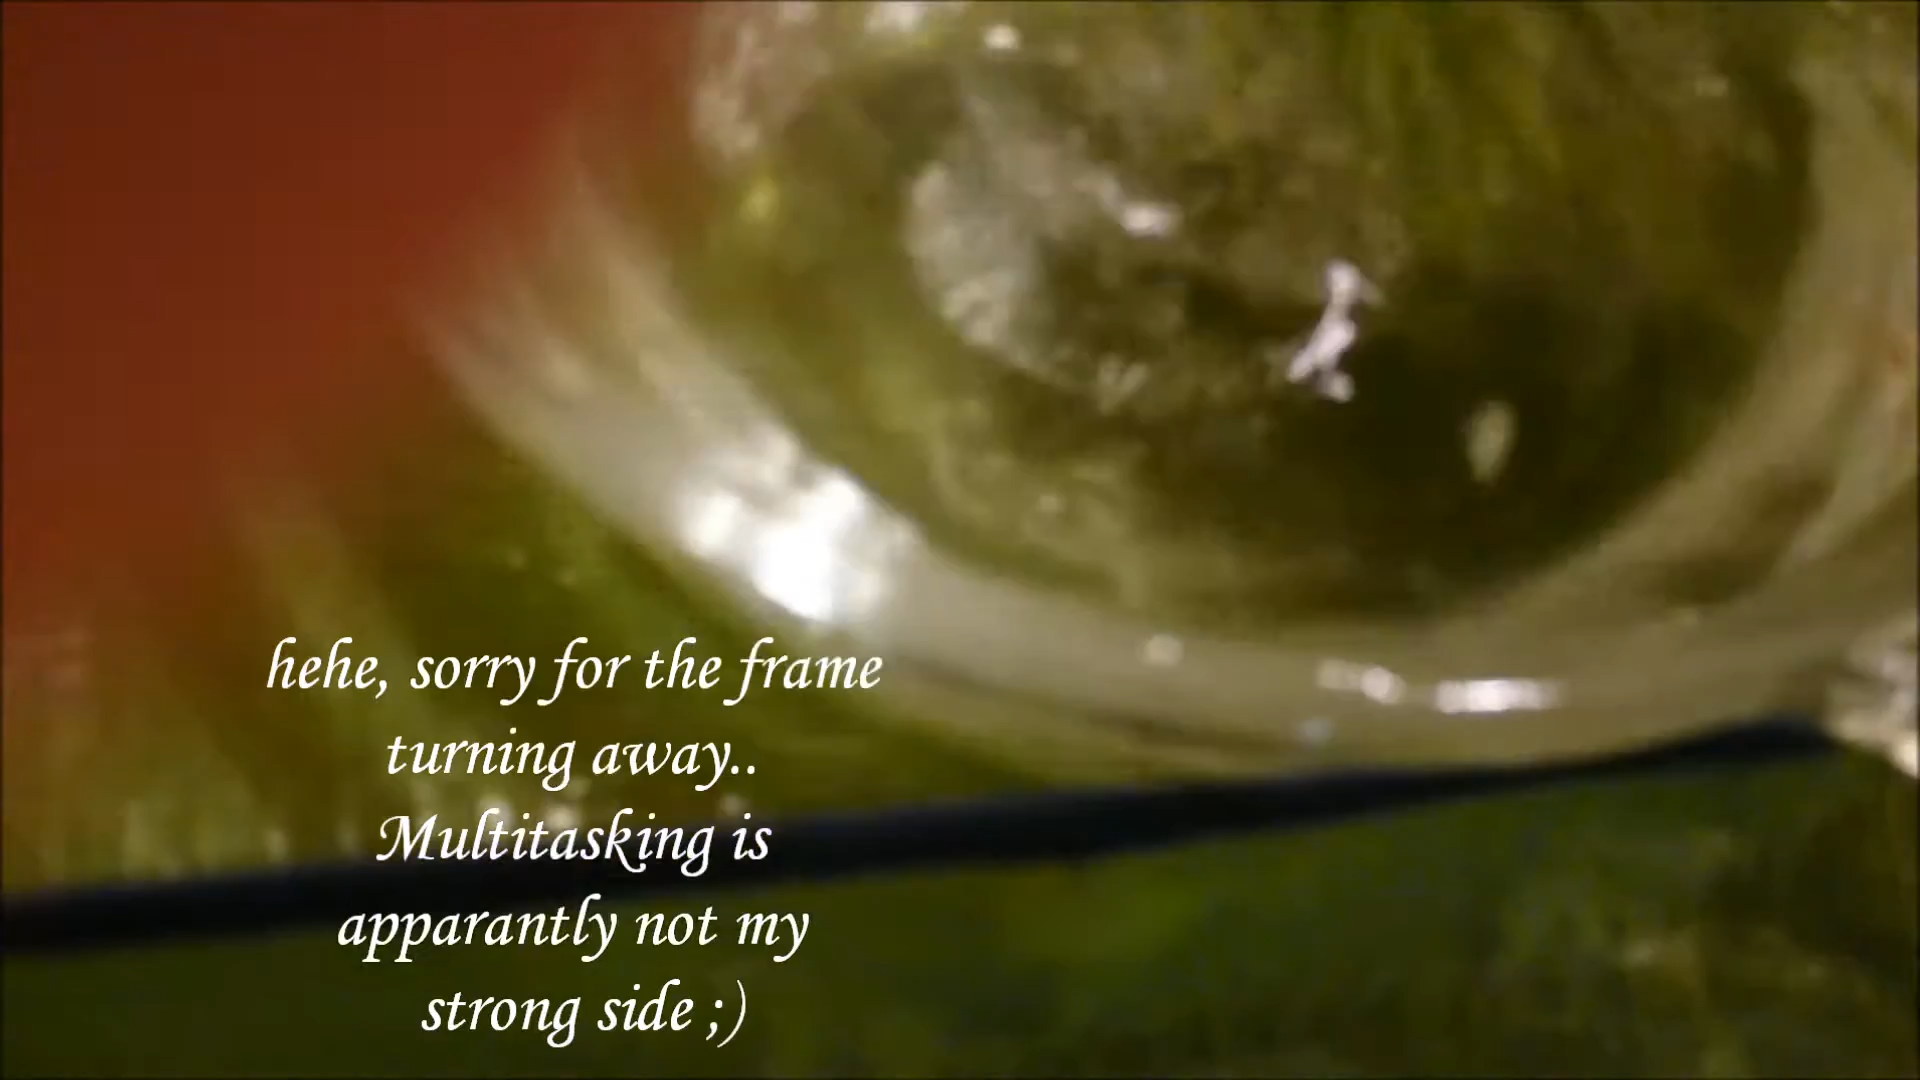 hehe, sorry for the frame
turning away..
Multitasking is
apparantly not my
strong side ;)